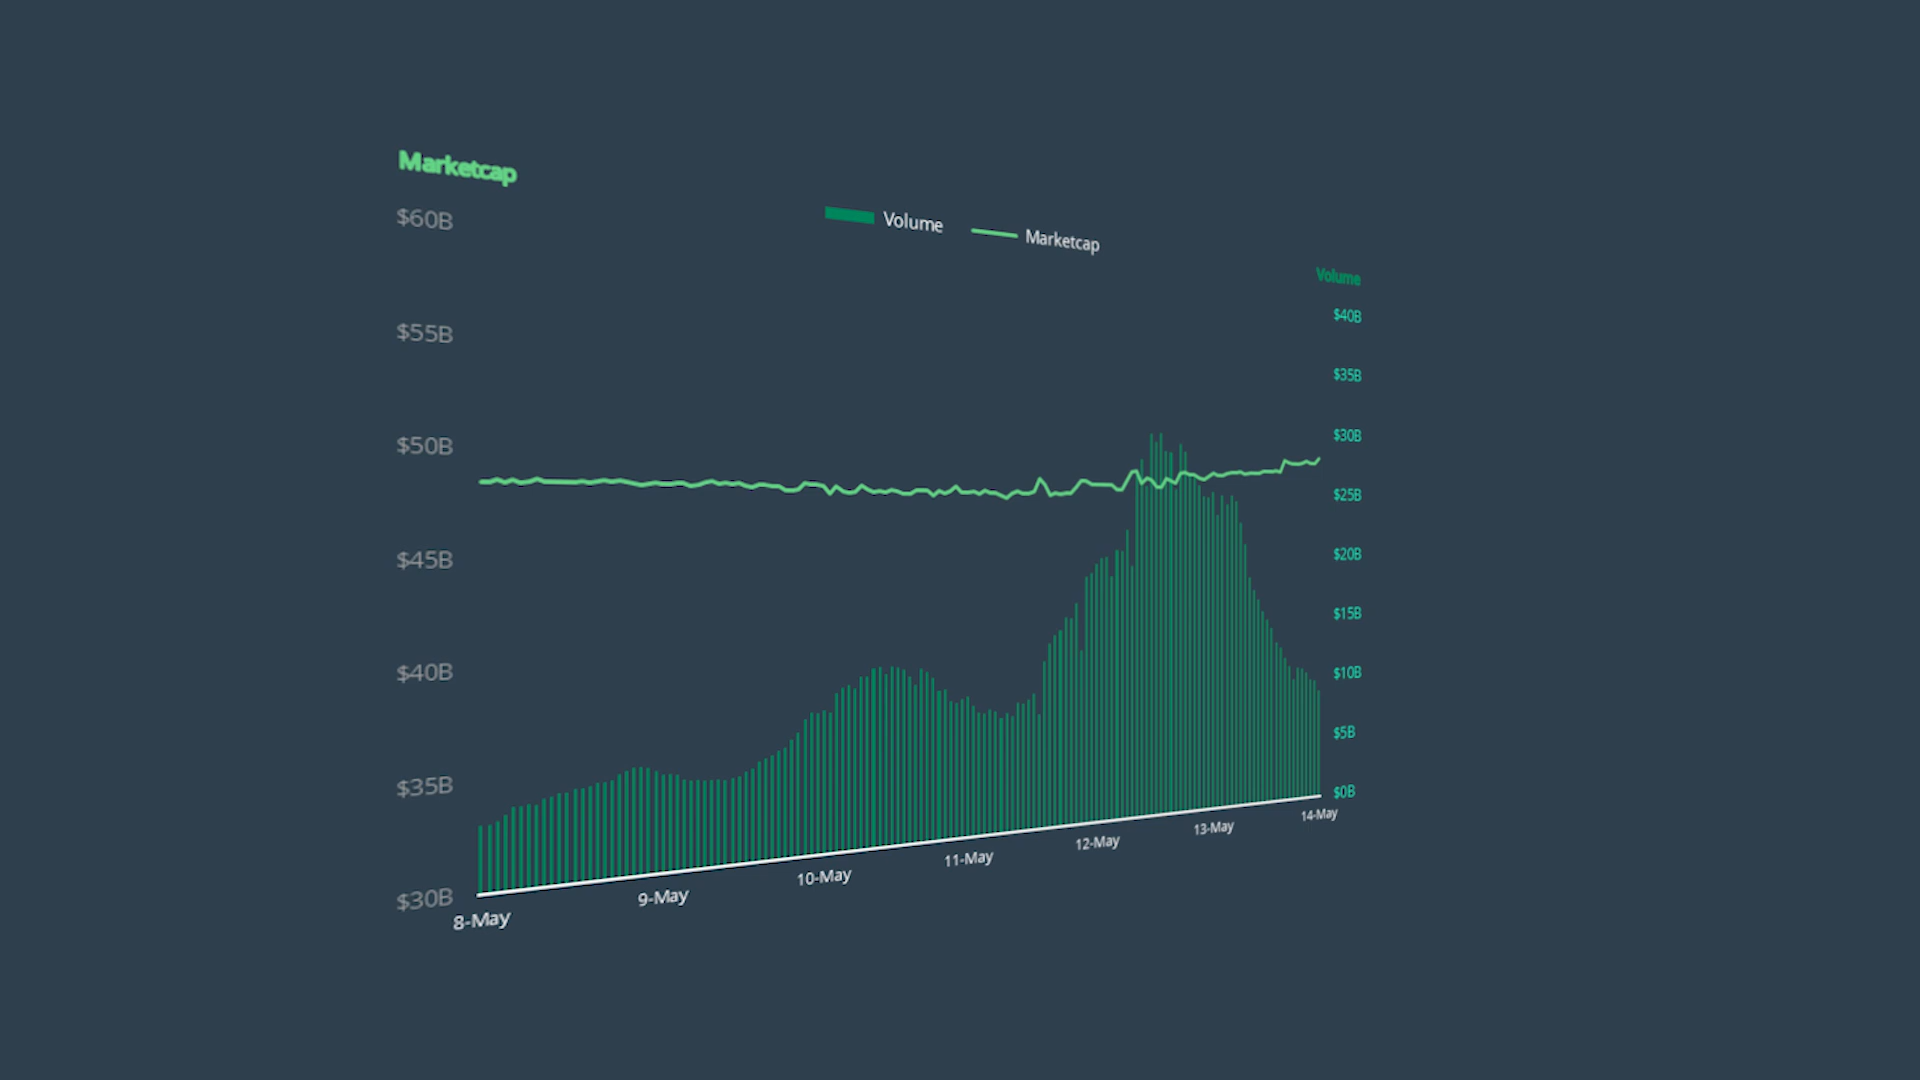 Marketcap
Volume
Marketcap
Volume
$60B
$55B
$50B
$45B
$40B
$35B
$30B
$40B
$35B
$30B
$25B
$20B
$15B
$10B
$5B
$0B
8-May
9-May
10-May
11-May
12-May
13-May
14-May